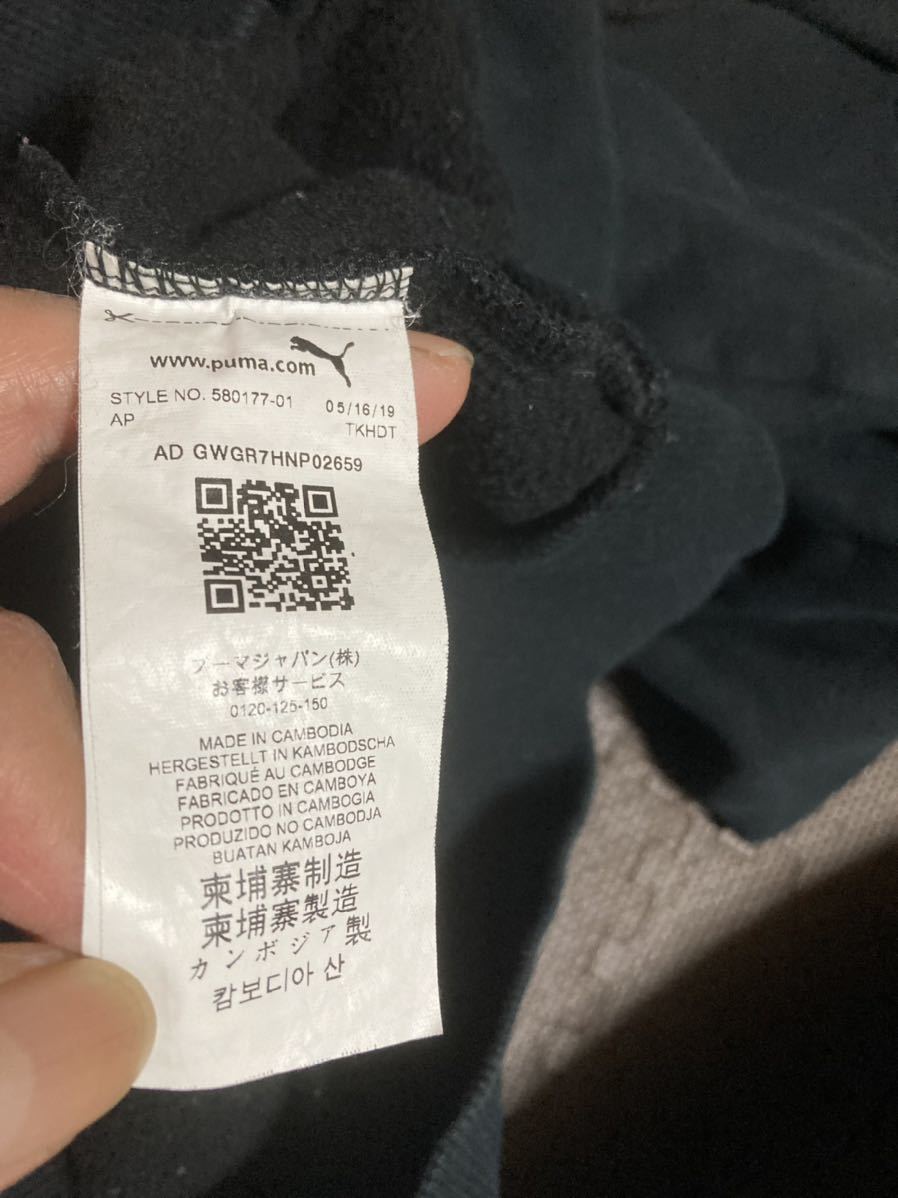 www.puma.com
STYLE NO. 580177-01 05/16/19
AP TKHDT
AD GWGR7HNP02659
プーマジャパン(株)
お客様サービス
0120-125-150
MADE IN CAMBODIA
HERGESTELLT IN KAMBODSCHA
FABRIQUÉ AU CAMBODGE
FABRICADO EN CAMBOYA
PRODOTTO IN CAMBOGIA
PRODUZIDO NO CAMBODJA
BUATAN KAMBOJA
柬埔寨制造
柬埔寨製造
カンボジア製
캄보디아 산